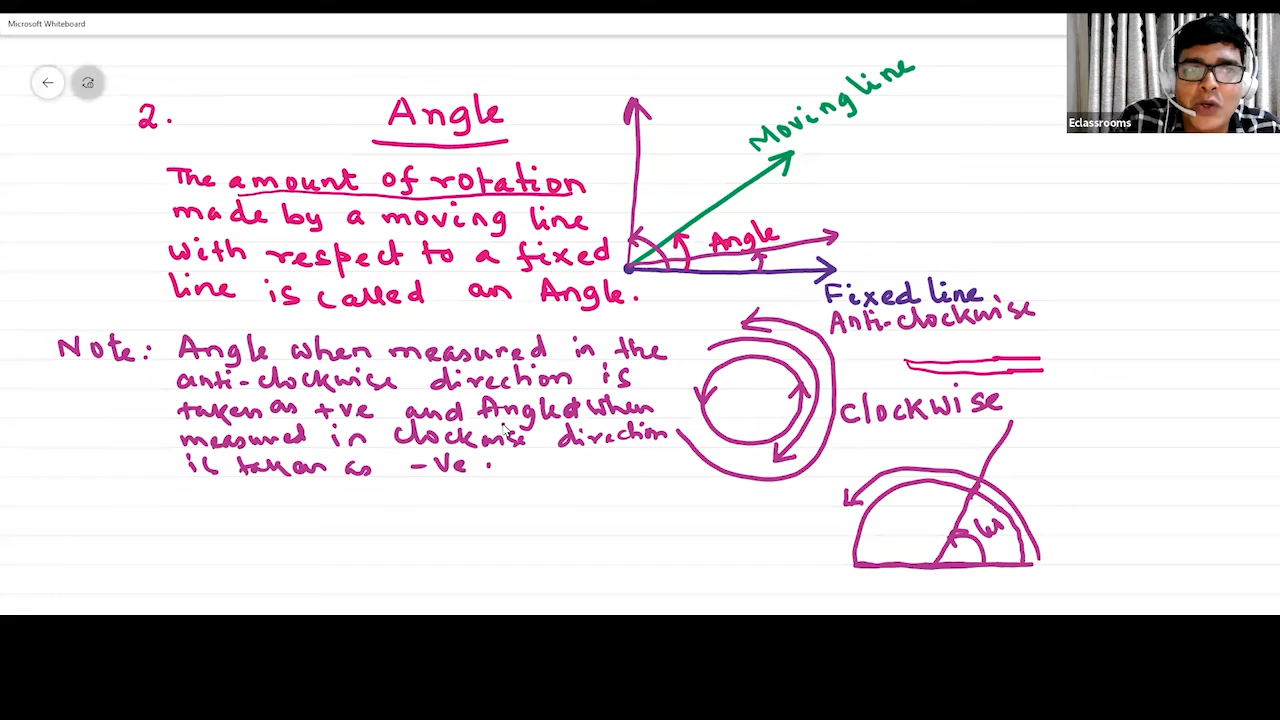 Microsoft Whiteboard
Eclassrooms
2. Angle
The amount of rotation
made by a moving line
with respect to a fixed
line is called an Angle.
Moving line
Angle
Fixed line
Anti-clockwise
Note: Angle when measured in the
anti-clockwise direction is
taken as +ve and Angle when
measured in clockwise direction
is taken as -ve.
clockwise